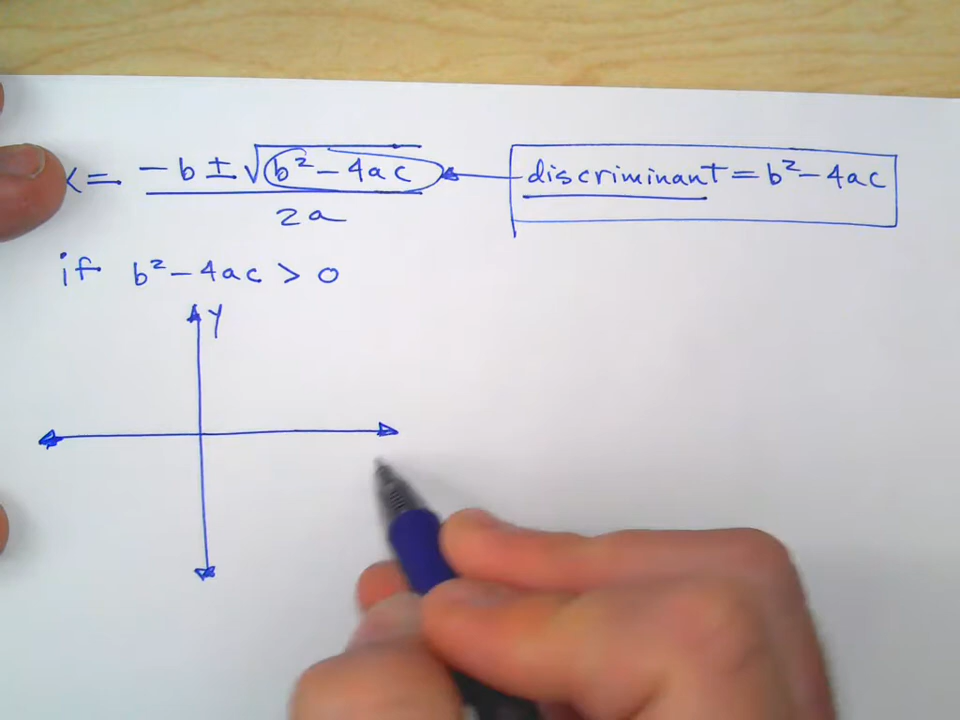 x = (-b ± √(b² - 4ac)) / 2a
discriminant = b² - 4ac
if b² - 4ac > 0
y